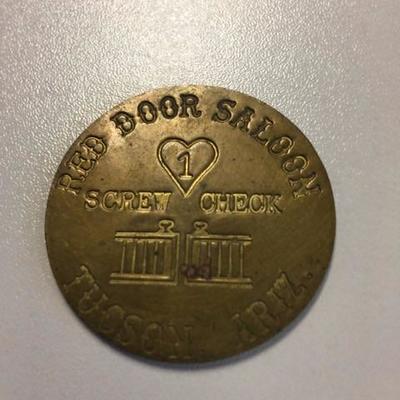 RED DOOR SALOON
1
SCREW CHECK
TUCSON ARIZ.